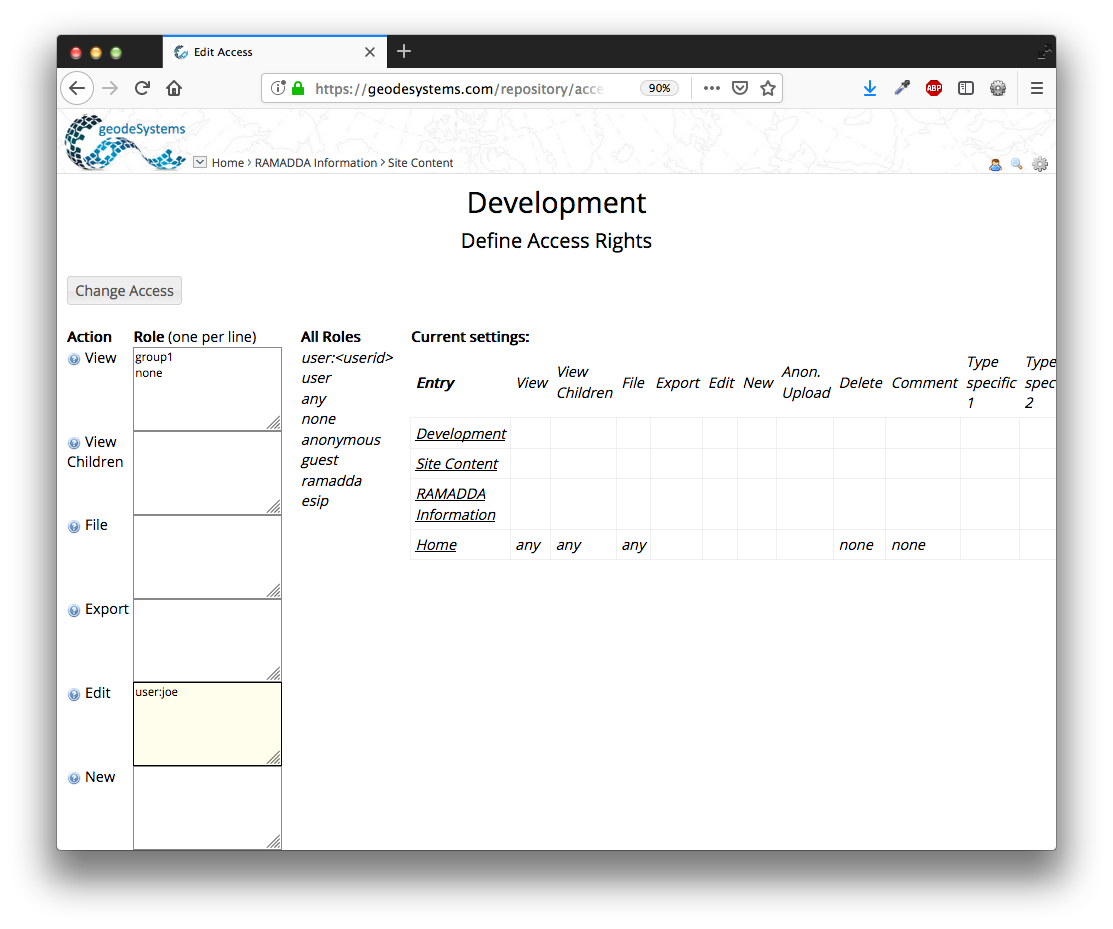 Edit Access
https://geodesystems.com/repository/acce
90%
ABP
geodeSystems
Home › RAMADDA Information › Site Content
Development
Define Access Rights
Change Access
Action Role (one per line) All Roles Current settings:
View
group1
none
View Children
File
Export
Edit
user:joe
New
user:<userid>
user
any
none
anonymous
guest
ramadda
esip
Entry View View Children File Export Edit New Anon. Upload Delete Comment Type specific 1 Type spec 2
Development
Site Content
RAMADDA Information
Home any any any none none